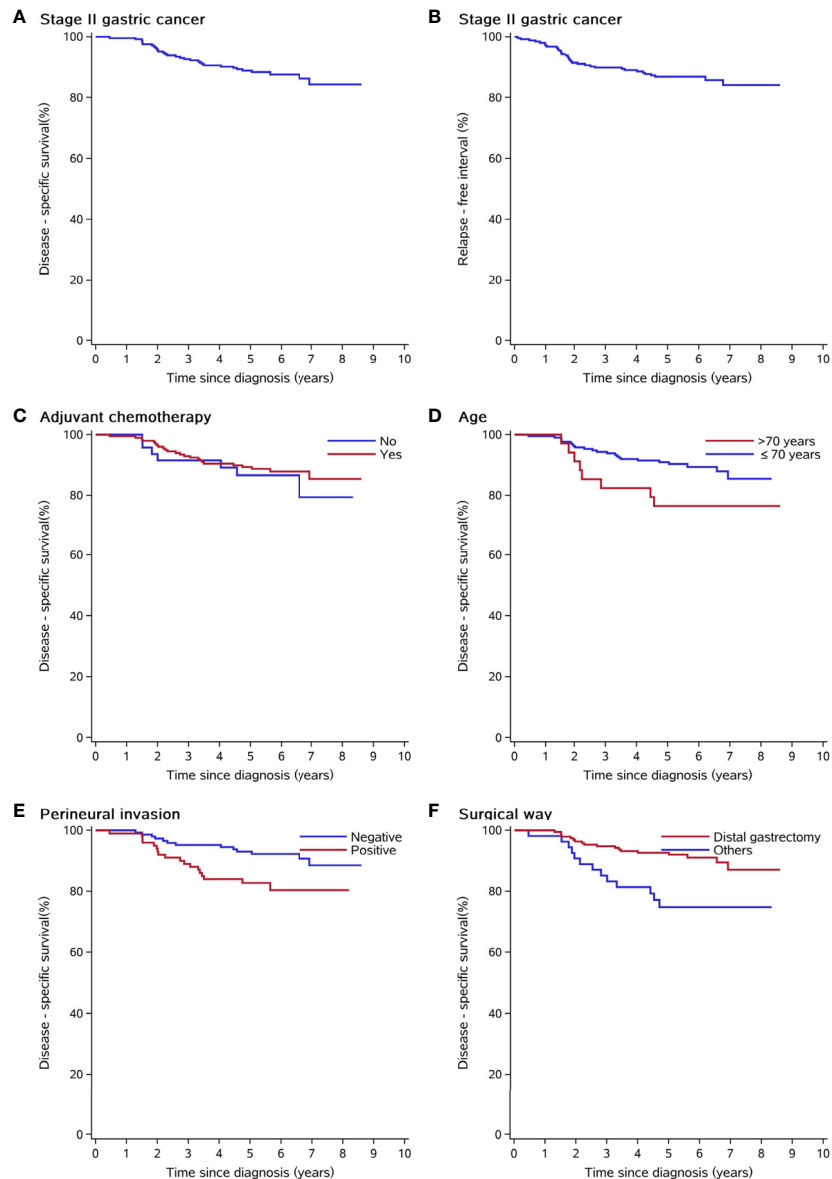 A Stage II gastric cancer
100
80
60
40
20
0
Disease - specific survival(%)
0 1 2 3 4 5 6 7 8 9 10
Time since diagnosis (years)
B Stage II gastric cancer
100
80
60
40
20
0
Relapse - free interval (%)
0 1 2 3 4 5 6 7 8 9 10
Time since diagnosis (years)
C Adjuvant chemotherapy
No
Yes
100
80
60
40
20
0
Disease - specific survival(%)
0 1 2 3 4 5 6 7 8 9 10
Time since diagnosis (years)
D Age
>70 years
≤ 70 years
100
80
60
40
20
0
Disease - specific survival(%)
0 1 2 3 4 5 6 7 8 9 10
Time since diagnosis (years)
E Perineural invasion
Negative
Positive
100
80
60
40
20
0
Disease - specific survival(%)
0 1 2 3 4 5 6 7 8 9 10
Time since diagnosis (years)
F Surgical way
Distal gastrectomy
Others
100
80
60
40
20
0
Disease - specific survival(%)
0 1 2 3 4 5 6 7 8 9 10
Time since diagnosis (years)